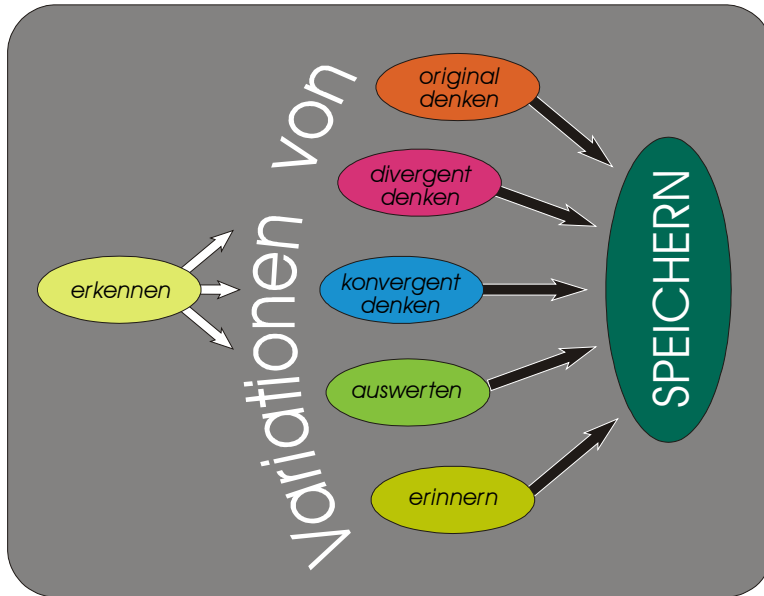 erkennen
Variationen von
original
denken
divergent
denken
konvergent
denken
auswerten
erinnern
SPEICHERN